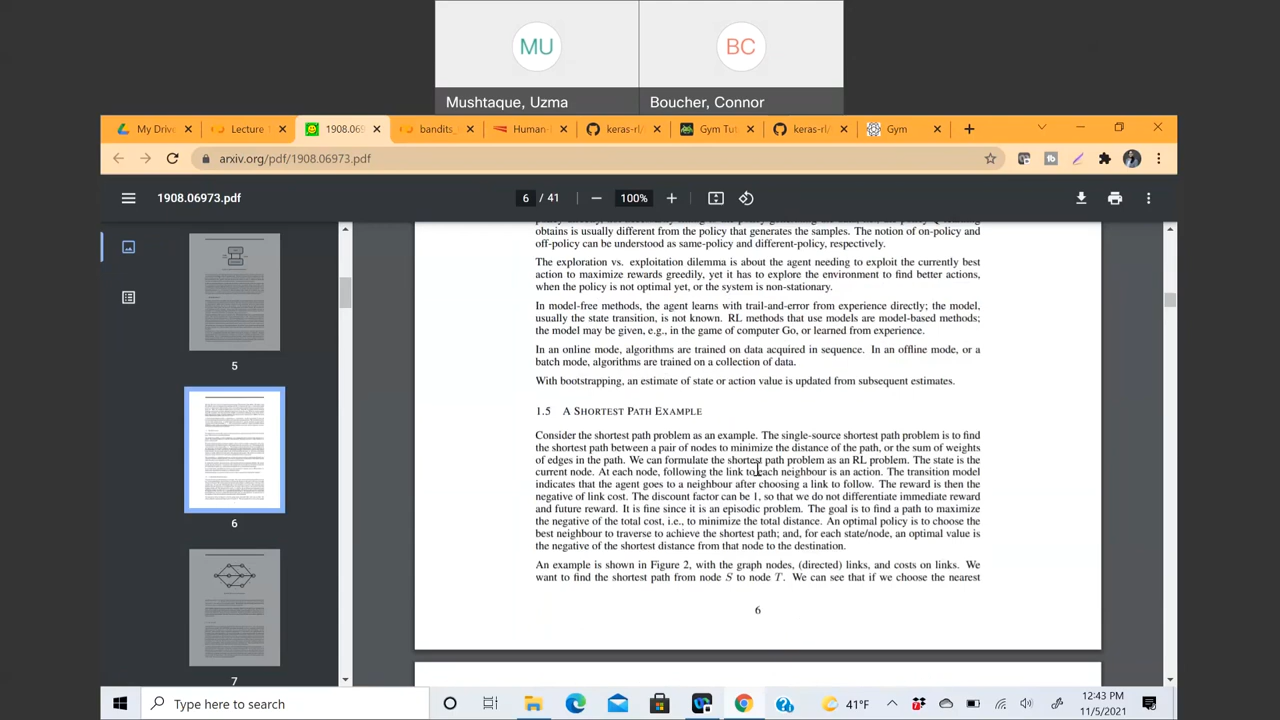 MU
BC
Mushtaque, Uzma
Boucher, Connor
My Driv
Lecture
1908.069
bandits_
Human-
keras-rl/
Gym Tut
keras-rl/
Gym
arxiv.org/pdf/1908.06973.pdf
1908.06973.pdf
6 / 41
100%
obtains is usually different from the policy that generates the samples. The notion of on-policy and
off-policy can be understood as same-policy and different-policy, respectively.
The exploration vs. exploitation dilemma is about the agent needing to exploit the currently best
action to maximize rewards greedily, yet it has to explore the environment to find better actions,
when the policy is not optimal yet, or the system is non-stationary.
In model-free methods, the agent learns with trail-and-error from experience directly; the model,
usually the state transition, is not known. RL methods that use models are model-based methods;
the model may be given, e.g., in the game of computer Go, or learned from experience.
In an online mode, algorithms are trained on data acquired in sequence. In an offline mode, or a
batch mode, algorithms are trained on a collection of data.
With bootstrapping, an estimate of state or action value is updated from subsequent estimates.
1.5 A SHORTEST PATH EXAMPLE
Consider the shortest path problem as an example. The single-source shortest path problem is to find
the shortest path between a pair of nodes to minimize the distance of the path, or the sum of weights
of edges in the path. We can formulate the shortest path problem as an RL problem. The state is the
current node. At each node, following the link to each neighbour is an action. The transition model
indicates that the agent goes to a neighbour after choosing a link to follow. The reward is then the
negative of link cost. The discount factor can be 1, so that we do not differentiate immediate reward
and future reward. It is fine since it is an episodic problem. The goal is to find a path to maximize
the negative of the total cost, i.e., to minimize the total distance. An optimal policy is to choose the
best neighbour to traverse to achieve the shortest path; and, for each state/node, an optimal value is
the negative of the shortest distance from that node to the destination.
An example is shown in Figure 2, with the graph nodes, (directed) links, and costs on links. We
want to find the shortest path from node S to node T. We can see that if we choose the nearest
6
5
6
7
Type here to search
41°F
12:43 PM
11/5/2021